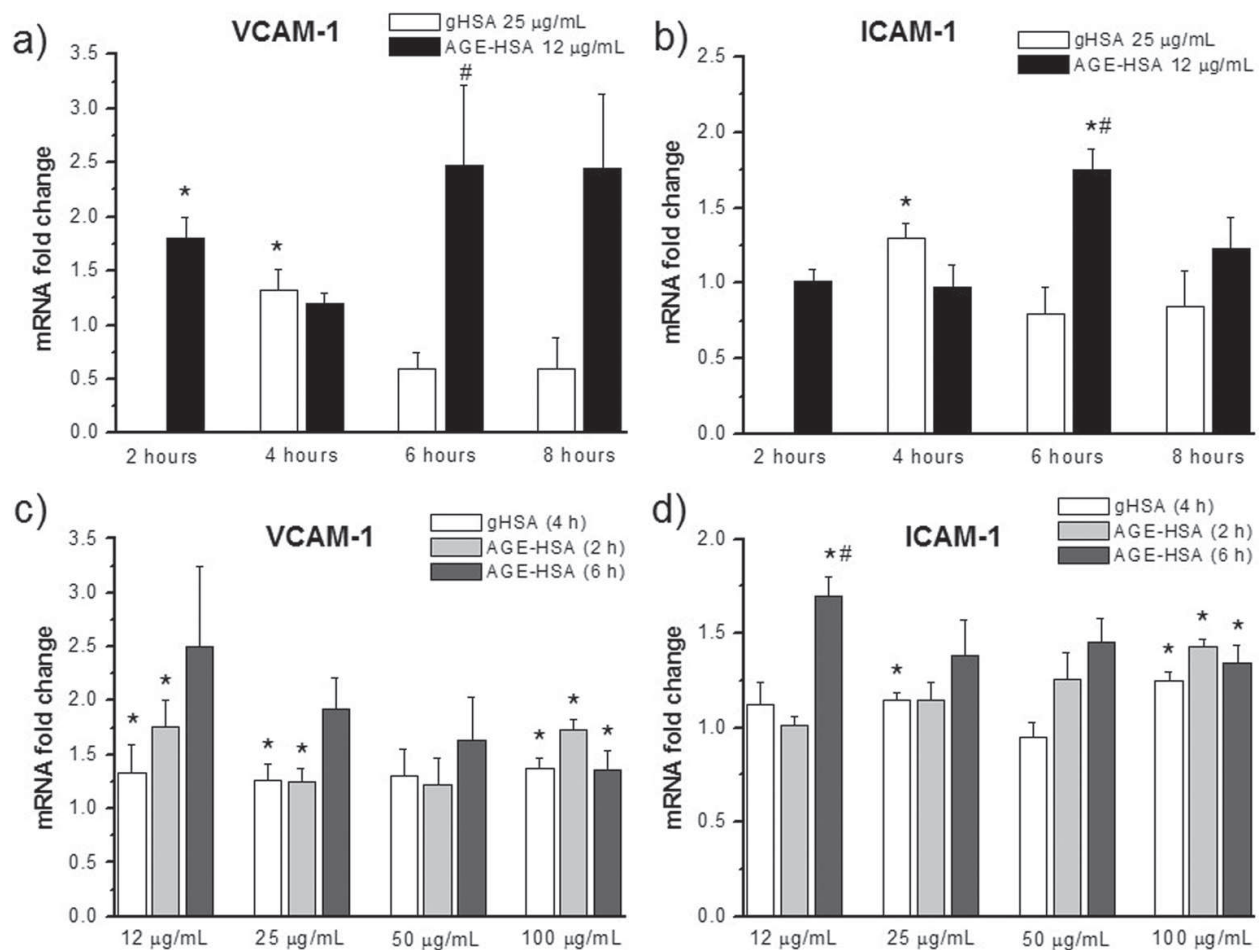 a)
VCAM-1
gHSA 25 μg/mL
AGE-HSA 12 μg/mL
mRNA fold change
3.5
3.0
2.5
2.0
1.5
1.0
0.5
0.0
*
*
#
2 hours 4 hours 6 hours 8 hours
b)
ICAM-1
gHSA 25 μg/mL
AGE-HSA 12 μg/mL
mRNA fold change
2.5
2.0
1.5
1.0
0.5
0.0
*
*#
2 hours 4 hours 6 hours 8 hours
c)
VCAM-1
gHSA (4 h)
AGE-HSA (2 h)
AGE-HSA (6 h)
mRNA fold change
3.5
3.0
2.5
2.0
1.5
1.0
0.5
0.0
* * * * * * *
12 μg/mL 25 μg/mL 50 μg/mL 100 μg/mL
d)
ICAM-1
gHSA (4 h)
AGE-HSA (2 h)
AGE-HSA (6 h)
mRNA fold change
2.0
1.5
1.0
0.5
0.0
*# * * * *
12 μg/mL 25 μg/mL 50 μg/mL 100 μg/mL